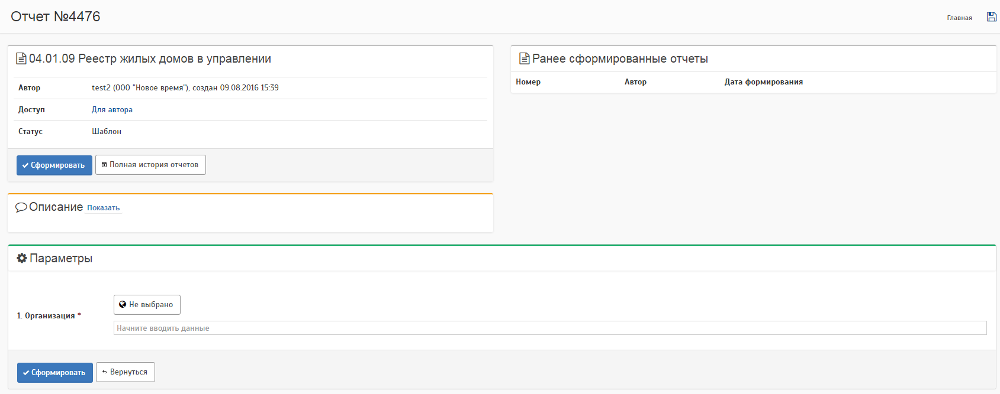 Отчет №4476
Главная
04.01.09 Реестр жилых домов в управлении
Автор test2 (ООО "Новое время"), создан 09.08.2016 15:39
Доступ Для автора
Статус Шаблон
Сформировать Полная история отчетов
Ранее сформированные отчеты
Номер Автор Дата формирования
Описание Показать
Параметры
1. Организация *
Не выбрано
Начните вводить данные
Сформировать Вернуться